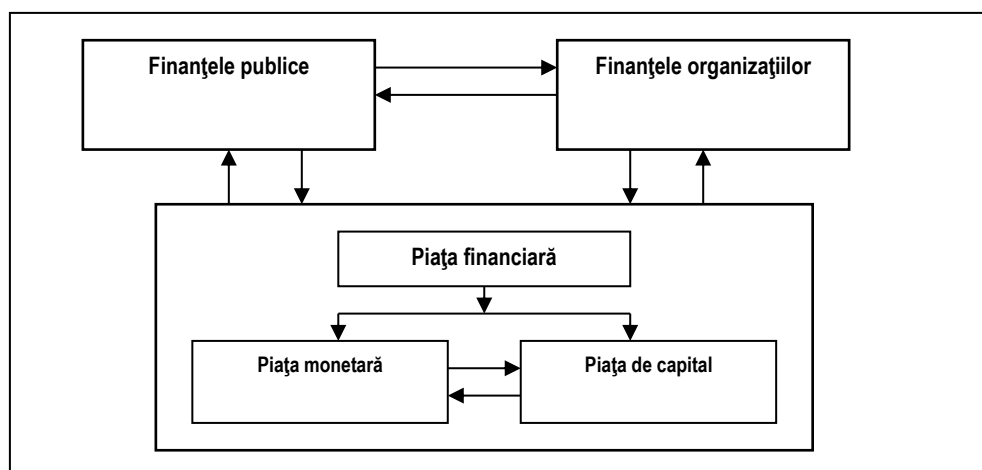 Finanţele publice
Finanţele organizaţiilor
Piaţa financiară
Piaţa monetară
Piaţa de capital